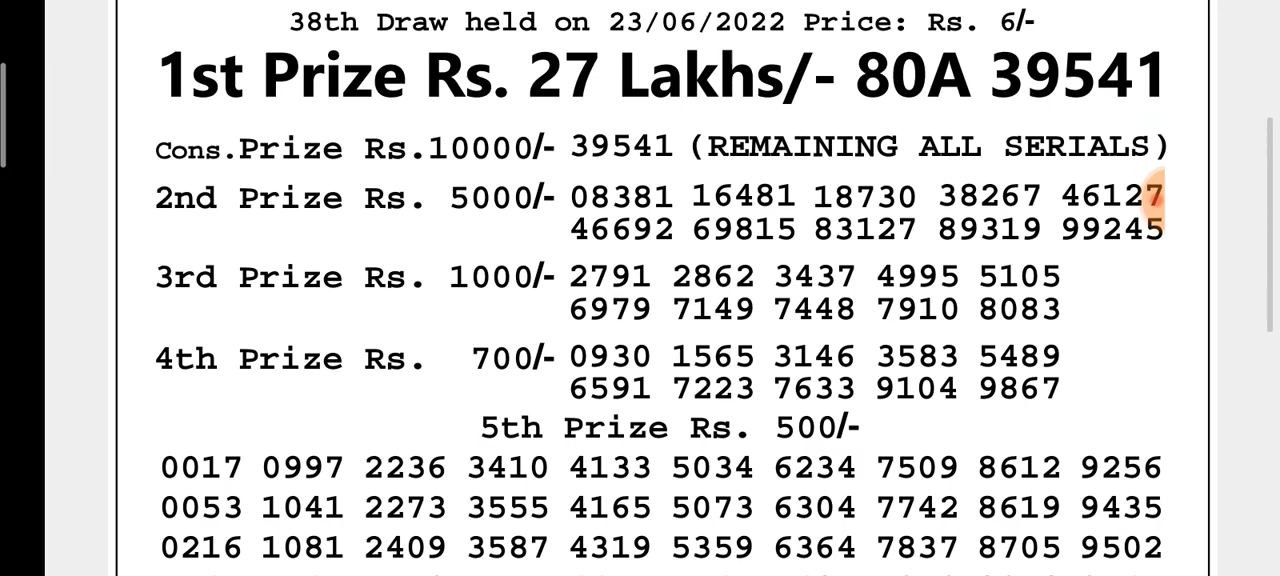 38th Draw held on 23/06/2022 Price: Rs. 6/-
1st Prize Rs. 27 Lakhs/- 80A 39541
Cons.Prize Rs.10000/- 39541 (REMAINING ALL SERIALS)
2nd Prize Rs. 5000/- 08381 16481 18730 38267 46127
46692 69815 83127 89319 99245
3rd Prize Rs. 1000/- 2791 2862 3437 4995 5105
6979 7149 7448 7910 8083
4th Prize Rs. 700/- 0930 1565 3146 3583 5489
6591 7223 7633 9104 9867
5th Prize Rs. 500/-
0017 0997 2236 3410 4133 5034 6234 7509 8612 9256
0053 1041 2273 3555 4165 5073 6304 7742 8619 9435
0216 1081 2409 3587 4319 5359 6364 7837 8705 9502